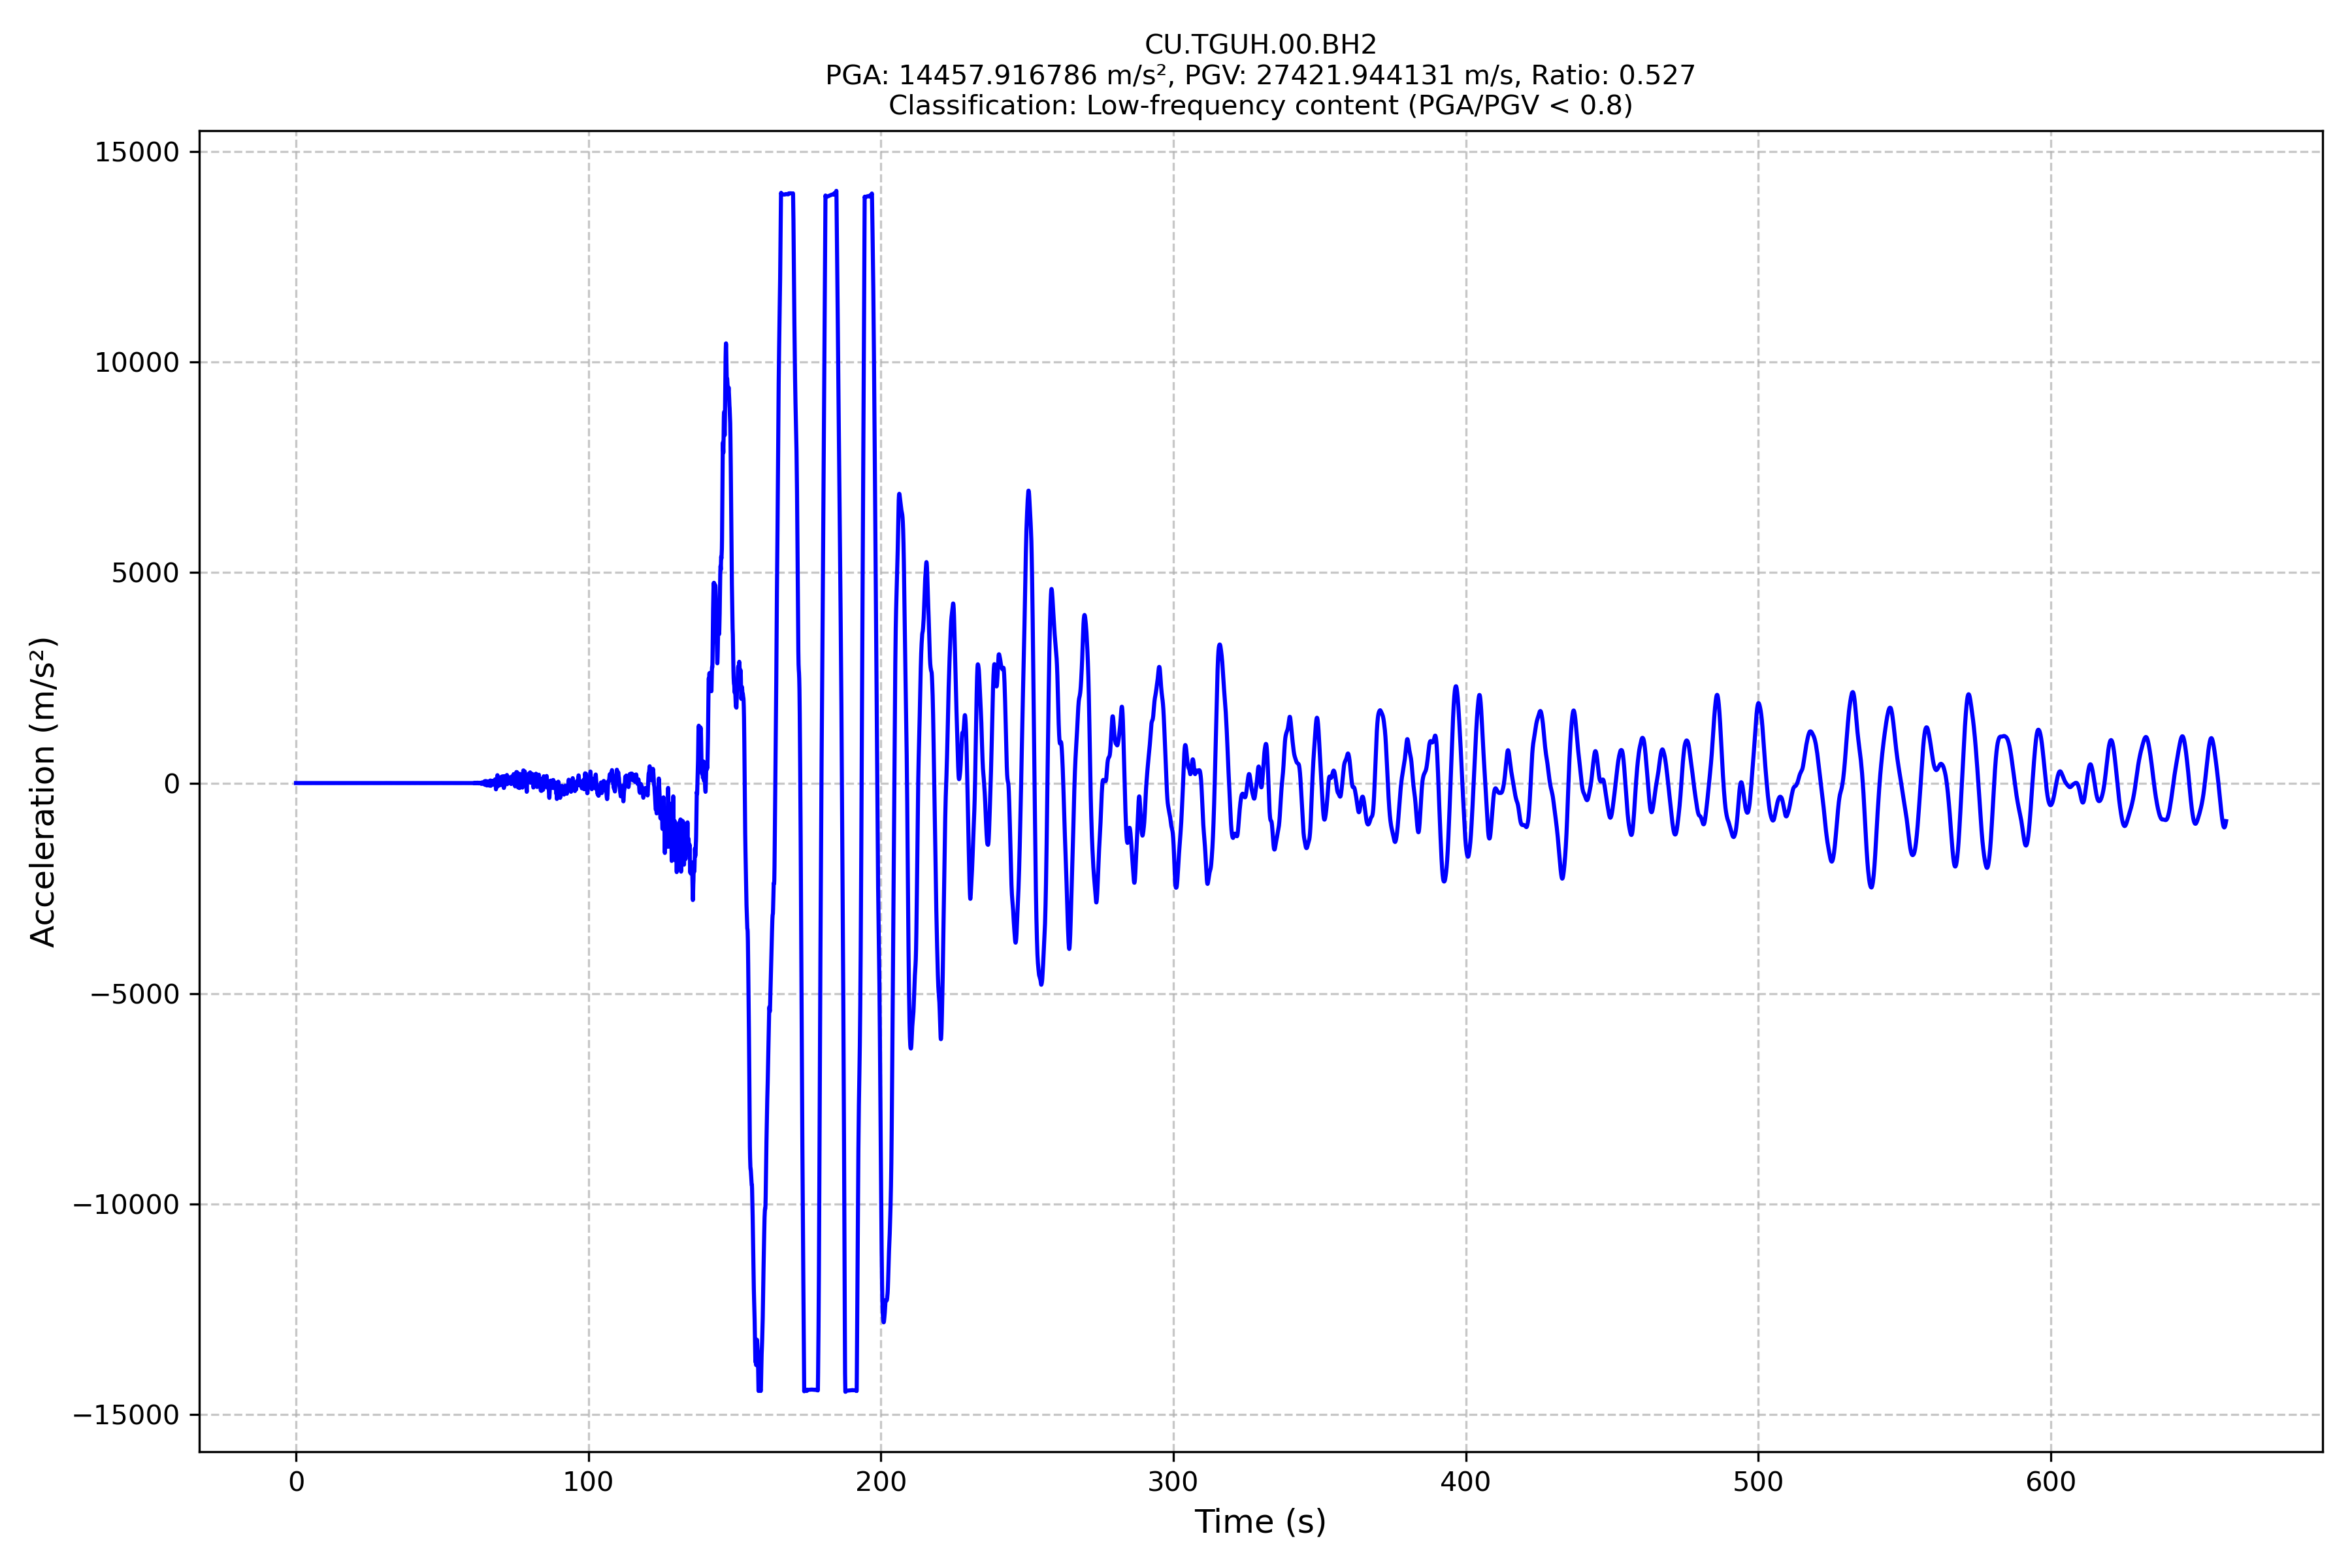 CU.TGUH.00.BH2
PGA: 14457.916786 m/s², PGV: 27421.944131 m/s, Ratio: 0.527
Classification: Low-frequency content (PGA/PGV < 0.8)
15000
10000
5000
0
−5000
−10000
−15000
Acceleration (m/s²)
0
100
200
300
400
500
600
Time (s)